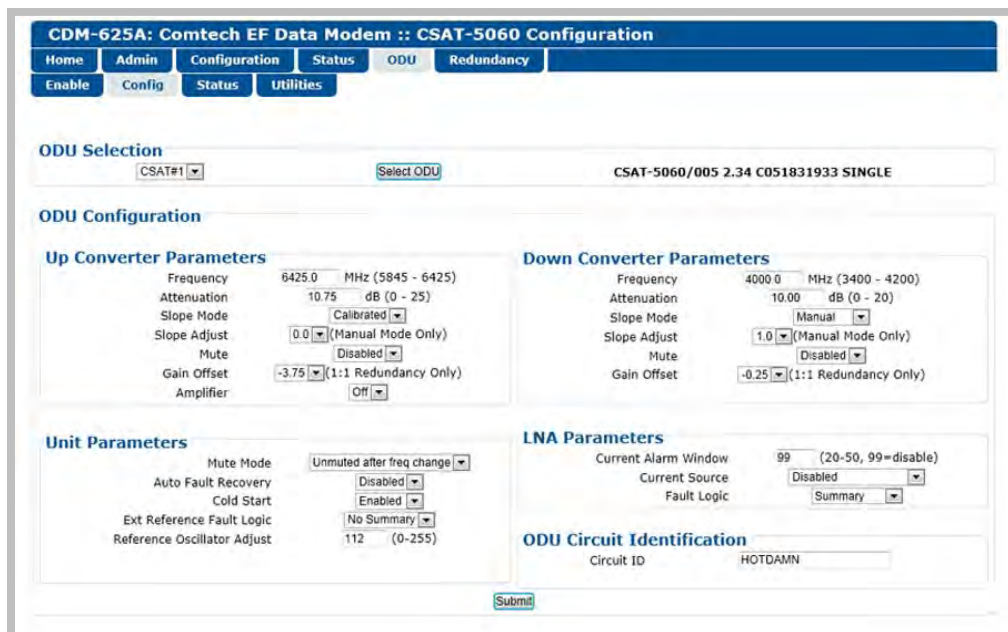 CDM-625A: Comtech EF Data Modem :: CSAT-5060 Configuration
Home Admin Configuration Status ODU Redundancy
Enable Config Status Utilities
ODU Selection
CSAT#1 Select ODU CSAT-5060/005 2.34 C051831933 SINGLE
ODU Configuration
Up Converter Parameters
Frequency 6425.0 MHz (5845 - 6425)
Attenuation 10.75 dB (0 - 25)
Slope Mode Calibrated
Slope Adjust 0.0 (Manual Mode Only)
Mute Disabled
Gain Offset -3.75 (1:1 Redundancy Only)
Amplifier Off
Down Converter Parameters
Frequency 4000.0 MHz (3400 - 4200)
Attenuation 10.00 dB (0 - 20)
Slope Mode Manual
Slope Adjust 1.0 (Manual Mode Only)
Mute Disabled
Gain Offset -0.25 (1:1 Redundancy Only)
Unit Parameters
Mute Mode Unmuted after freq change
Auto Fault Recovery Disabled
Cold Start Enabled
Ext Reference Fault Logic No Summary
Reference Oscillator Adjust 112 (0-255)
LNA Parameters
Current Alarm Window 99 (20-50, 99=disable)
Current Source Disabled
Fault Logic Summary
ODU Circuit Identification
Circuit ID HOTDAMN
Submit